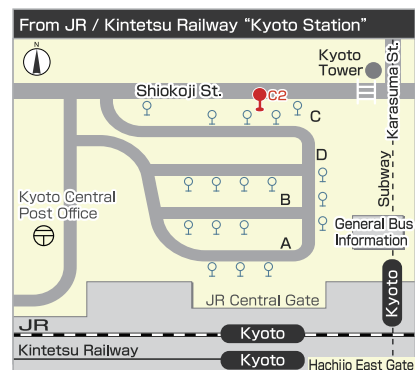 From JR / Kintetsu Railway “Kyoto Station”
N
Kyoto
Tower
Karasuma St.
Shiokoji St.
C2
C
D
Subway
Kyoto Central
Post Office
B
General Bus
Information
A
Kyoto
JR Central Gate
JR
Kyoto
Kintetsu Railway
Kyoto
Hachijo East Gate